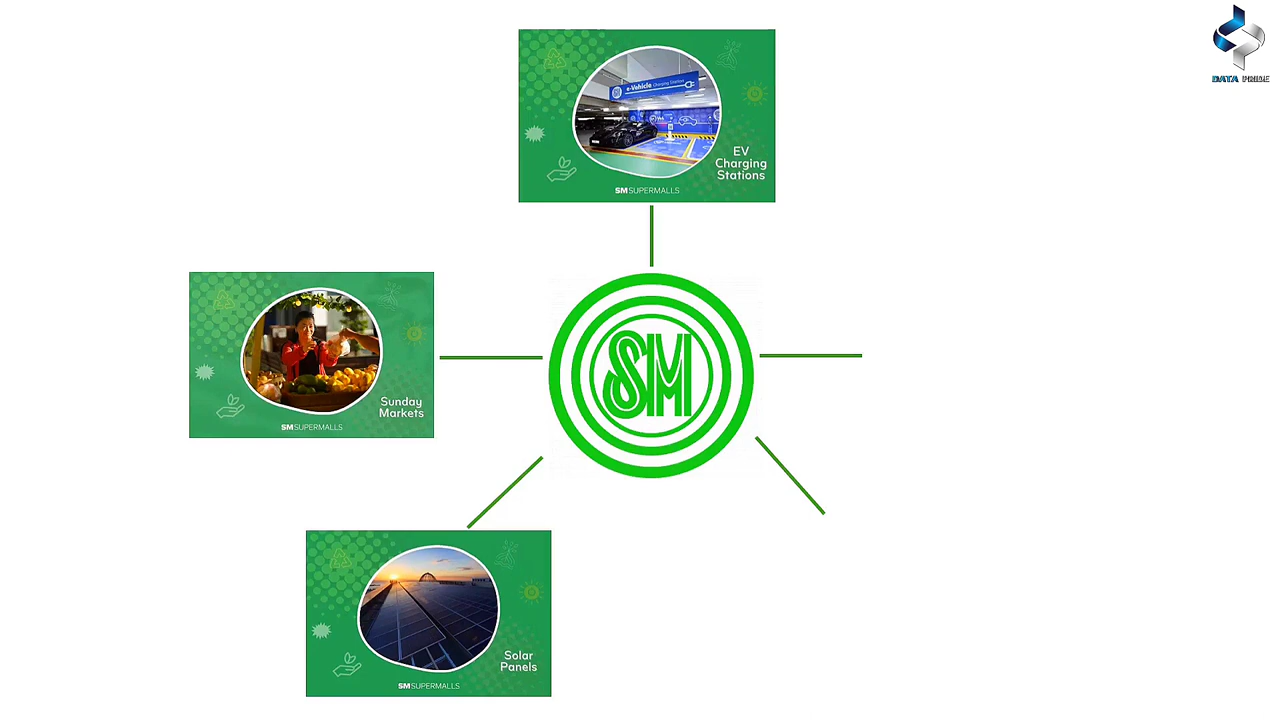 DATA PRIME
e-Vehicle Charging Station
EV
Charging
Stations
SM SUPERMALLS
Sunday
Markets
SM SUPERMALLS
SM
Solar
Panels
SM SUPERMALLS